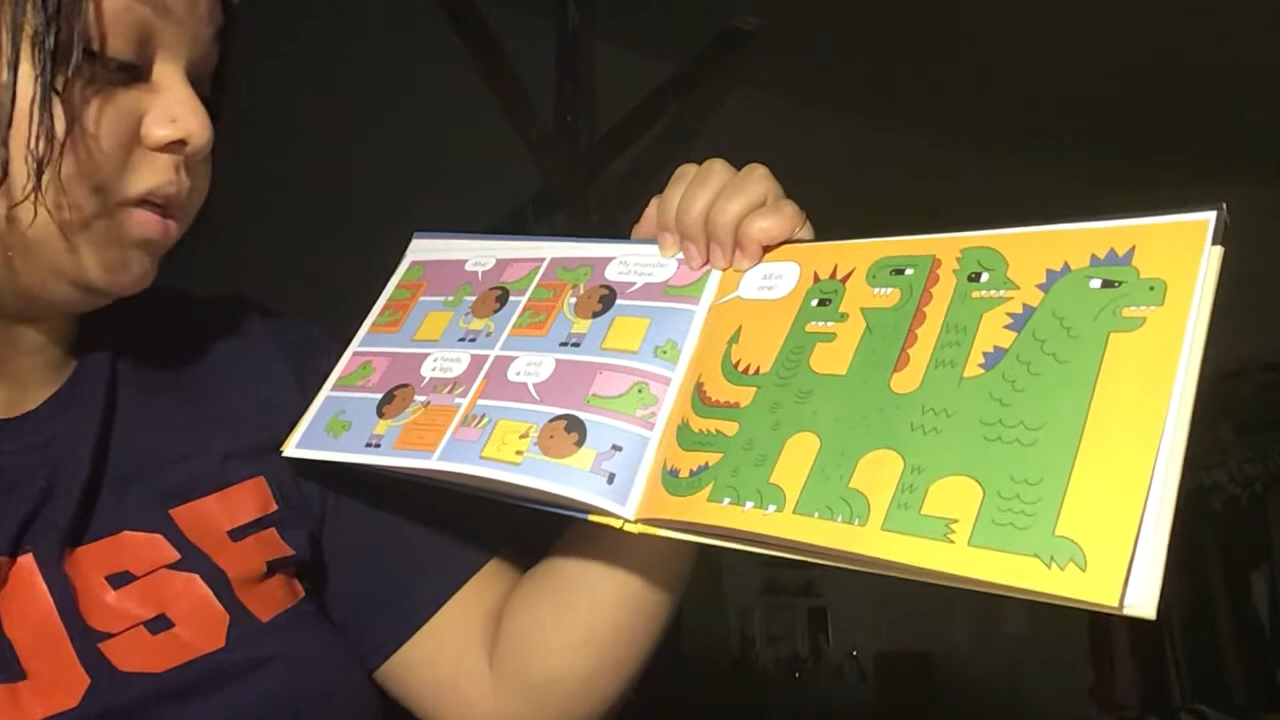 Aha!
My monster
will have...
4 heads
4 legs
and
4 tails
all in
one!
USE